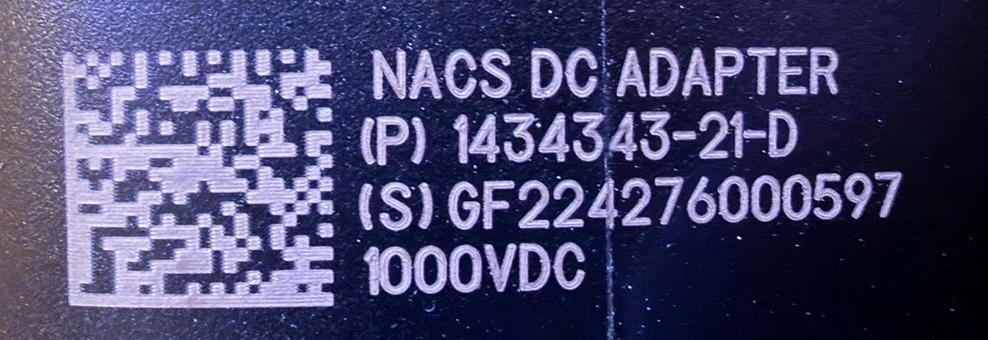 NACS DC ADAPTER
(P) 1434343-21-D
(S) GF224276000597
1000VDC